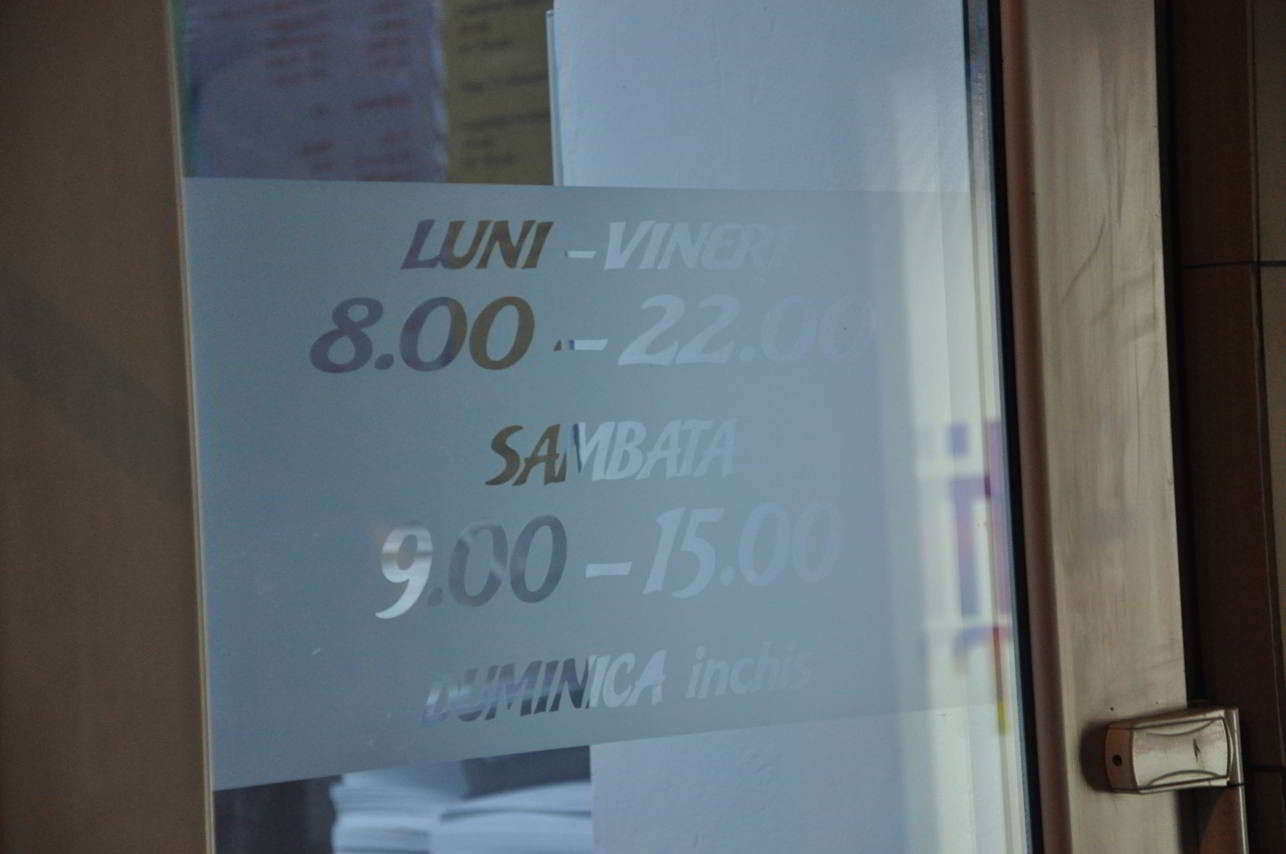 LUNI – VINERI
8.00 – 22.00
SAMBATA
9.00 – 15.00
DUMINICA inchis